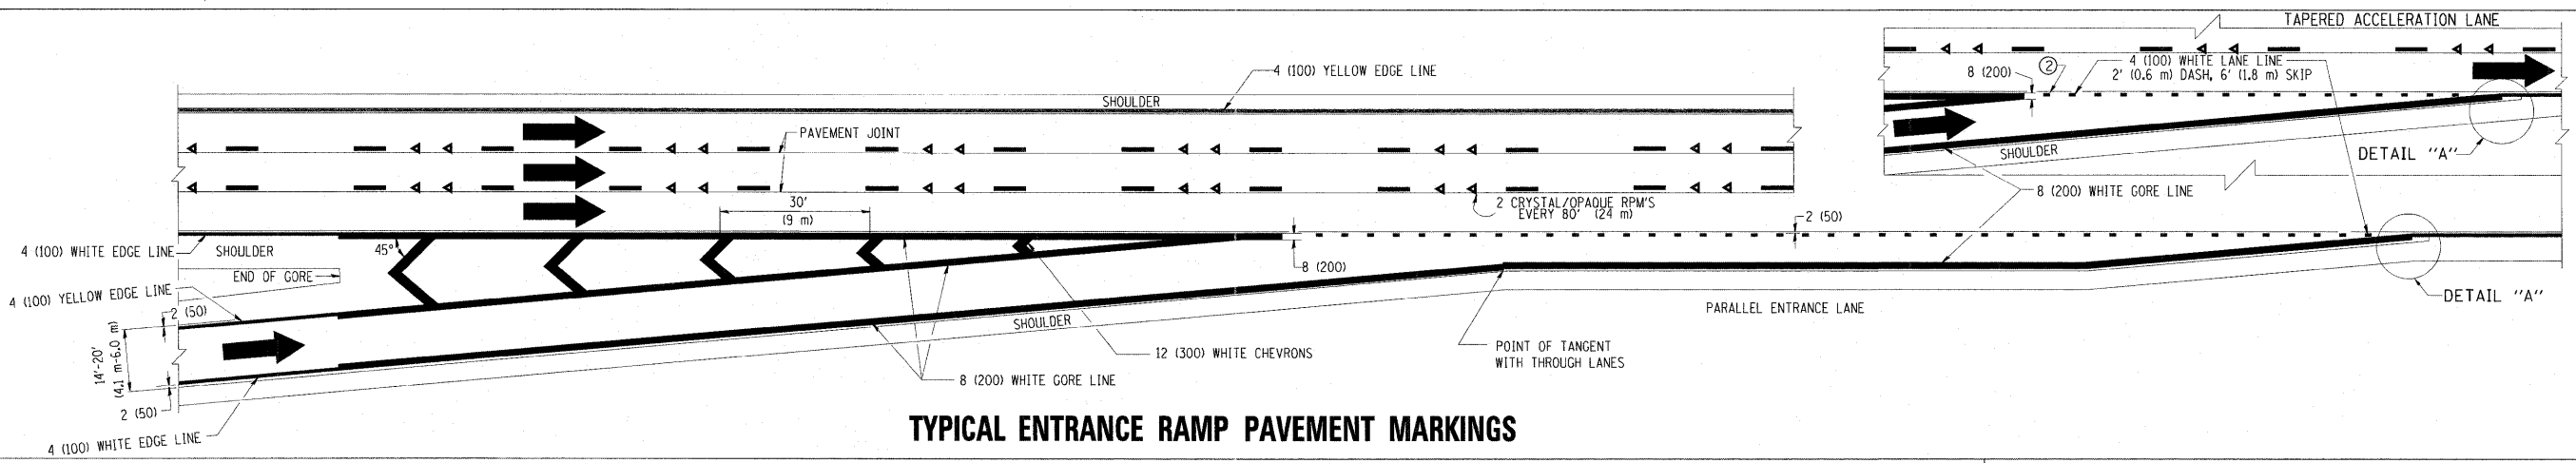 TAPERED ACCELERATION LANE
4 (100) YELLOW EDGE LINE
8 (200)
2
4 (100) WHITE LANE LINE
2' (0.6 m) DASH, 6' (1.8 m) SKIP
SHOULDER
PAVEMENT JOINT
SHOULDER
DETAIL "A"
8 (200) WHITE GORE LINE
30'
(9 m)
2 CRYSTAL/OPAQUE RPM'S
EVERY 80' (24 m)
2 (50)
4 (100) WHITE EDGE LINE
SHOULDER
45°
END OF GORE
8 (200)
4 (100) YELLOW EDGE LINE
2 (50)
DETAIL "A"
PARALLEL ENTRANCE LANE
SHOULDER
14'-20'
(4.1 m-6.0 m)
12 (300) WHITE CHEVRONS
POINT OF TANGENT
WITH THROUGH LANES
8 (200) WHITE GORE LINE
2 (50)
4 (100) WHITE EDGE LINE
TYPICAL ENTRANCE RAMP PAVEMENT MARKINGS